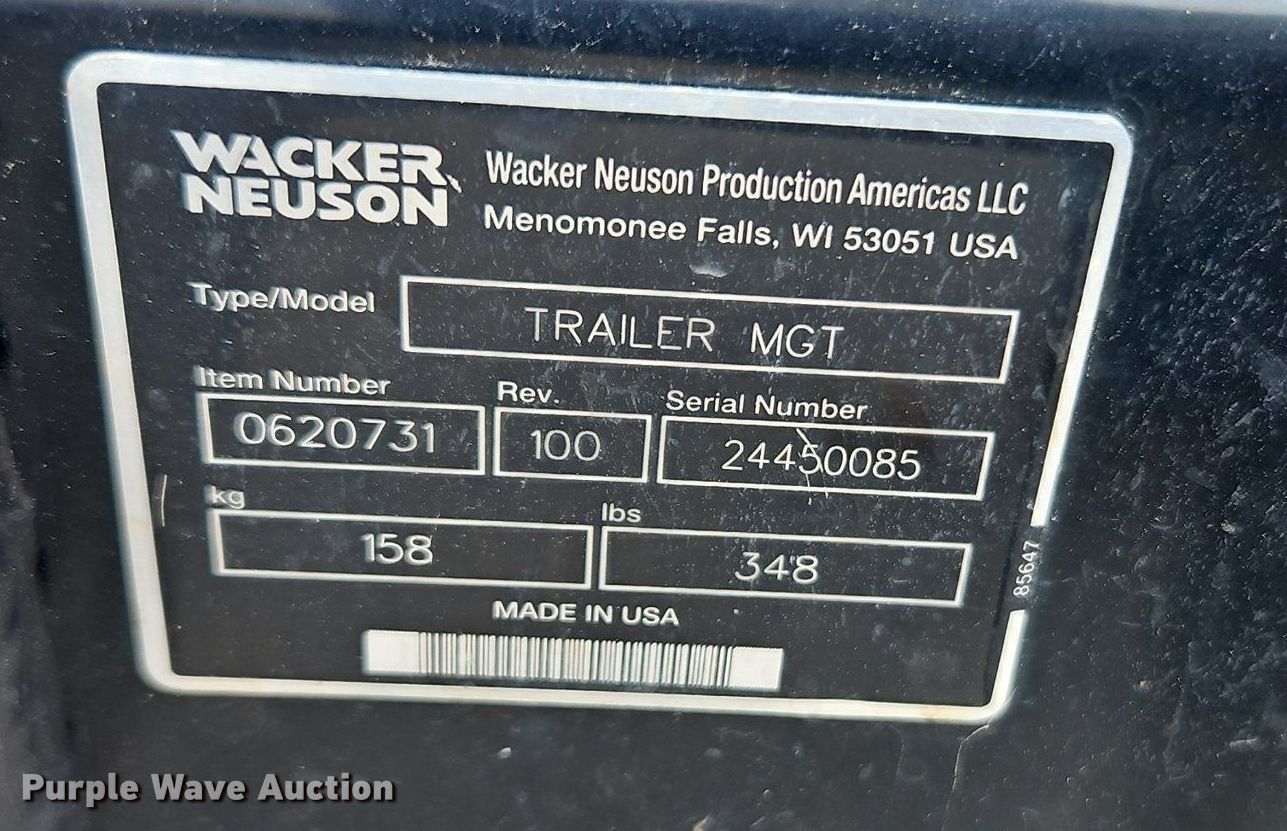 WACKER NEUSON
Wacker Neuson Production Americas LLC
Menomonee Falls, WI 53051 USA
Type/Model
TRAILER MGT
Item Number
0620731
Rev.
100
Serial Number
24450085
kg
158
lbs
348
85647
MADE IN USA
Purple Wave Auction